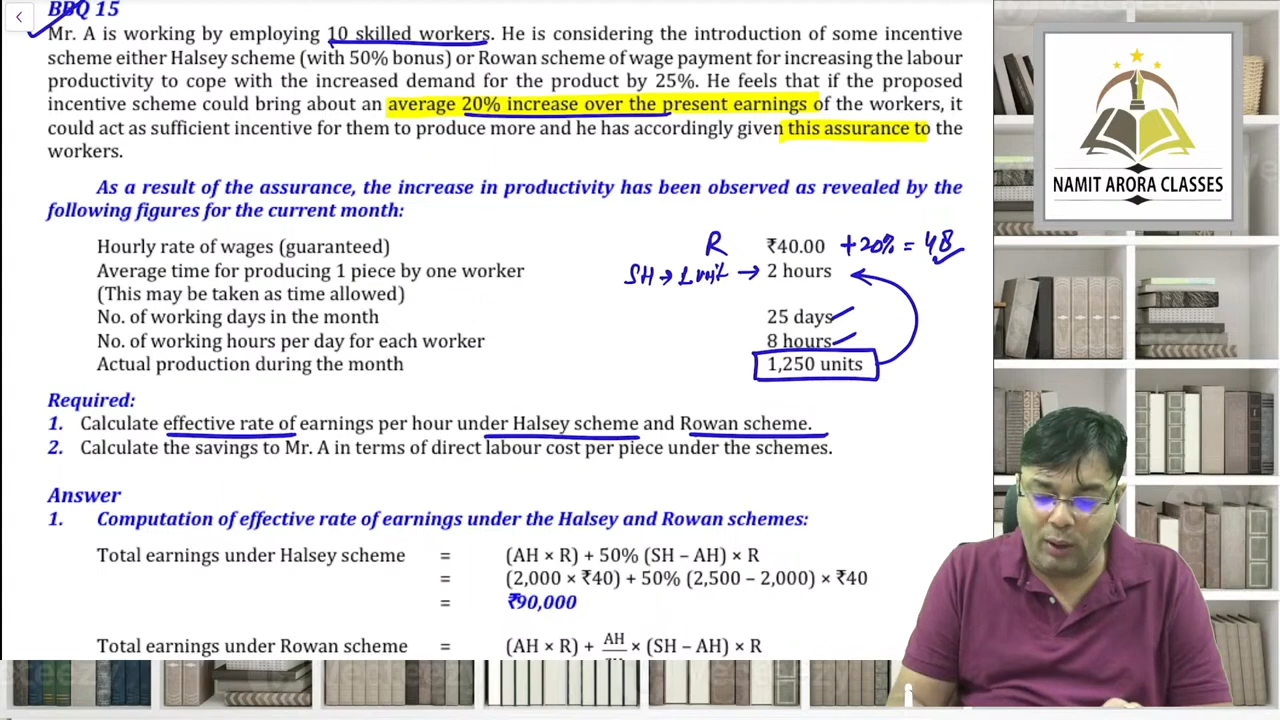 BBQ 15
Mr. A is working by employing 10 skilled workers. He is considering the introduction of some incentive
scheme either Halsey scheme (with 50% bonus) or Rowan scheme of wage payment for increasing the labour
productivity to cope with the increased demand for the product by 25%. He feels that if the proposed
incentive scheme could bring about an average 20% increase over the present earnings of the workers, it
could act as sufficient incentive for them to produce more and he has accordingly given this assurance to the
workers.
NAMIT ARORA CLASSES
As a result of the assurance, the increase in productivity has been observed as revealed by the
following figures for the current month:
Hourly rate of wages (guaranteed) R ₹40.00 +20% = 48
Average time for producing 1 piece by one worker SH → 1 unit → 2 hours
(This may be taken as time allowed)
No. of working days in the month 25 days
No. of working hours per day for each worker 8 hours
Actual production during the month 1,250 units
Required:
1. Calculate effective rate of earnings per hour under Halsey scheme and Rowan scheme.
2. Calculate the savings to Mr. A in terms of direct labour cost per piece under the schemes.
Answer
1. Computation of effective rate of earnings under the Halsey and Rowan schemes:
Total earnings under Halsey scheme = (AH × R) + 50% (SH – AH) × R
= (2,000 × ₹40) + 50% (2,500 – 2,000) × ₹40
= ₹90,000
Total earnings under Rowan scheme = (AH × R) + AH × (SH – AH) × R